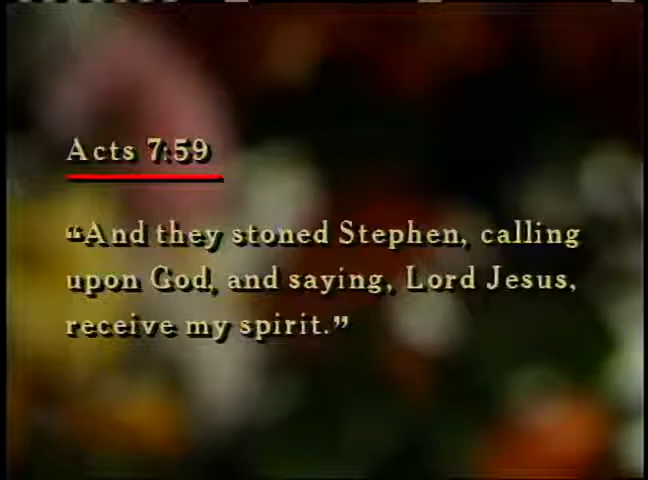 Acts 7:59
“And they stoned Stephen, calling
upon God, and saying, Lord Jesus,
receive my spirit.”